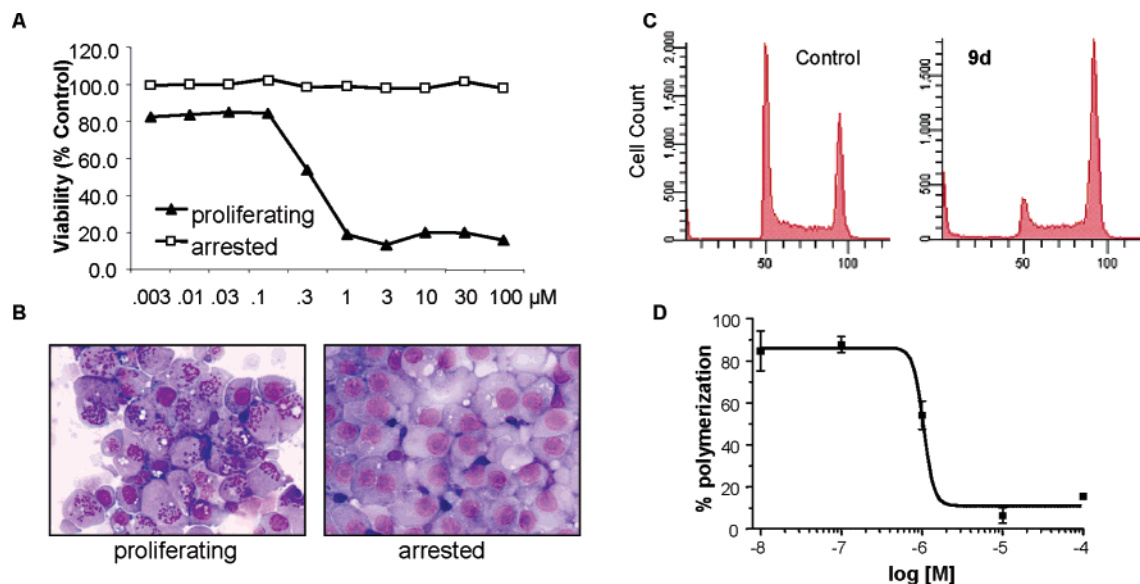 A
120.0
100.0
80.0
60.0
40.0
20.0
0.0
Viability (% Control)
proliferating
arrested
.003 .01 .03 .1 .3 1 3 10 30 100 µM
B
proliferating
arrested
C
Control
2,000
1,500
1,000
500
0
Cell Count
50 100
9d
1,500
1,000
500
0
50 100
D
100
80
60
40
20
0
% polymerization
-8 -7 -6 -5 -4
log [M]